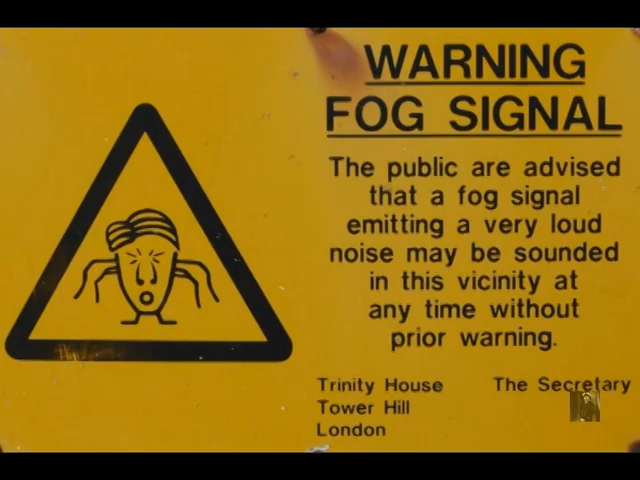 WARNING
FOG SIGNAL
The public are advised
that a fog signal
emitting a very loud
noise may be sounded
in this vicinity at
any time without
prior warning.
Trinity House The Secretary
Tower Hill
London